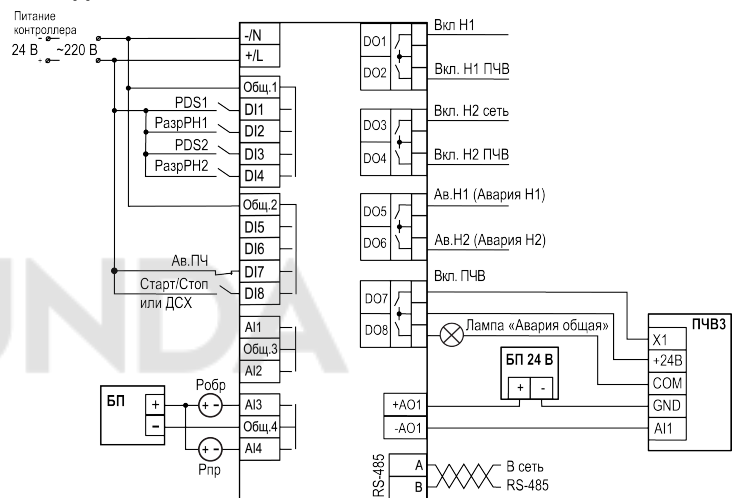 Питание
контроллера
24 В ~220 В
-
+
-/N
+/L
Общ.1
PDS1 DI1
РазрРН1 DI2
PDS2 DI3
РазрРН2 DI4
Общ.2
DI5
DI6
Ав.ПЧ DI7
Старт/Стоп
или ДСХ
DI8
AI1
Общ.3
AI2
БП + -
Робр
+ -
AI3
Общ.4
+ -
AI4
Рпр
DO1 Вкл Н1
DO2 Вкл. Н1 ПЧВ
DO3 Вкл. Н2 сеть
DO4 Вкл. Н2 ПЧВ
DO5 Ав.Н1 (Авария Н1)
DO6 Ав.Н2 (Авария Н2)
Вкл. ПЧВ
DO7
DO8
Лампа «Авария общая»
БП 24 В
+ -
+AO1
-AO1
ПЧВ3
X1
+24В
COM
GND
AI1
RS-485
A
B
В сеть
RS-485
UNDA